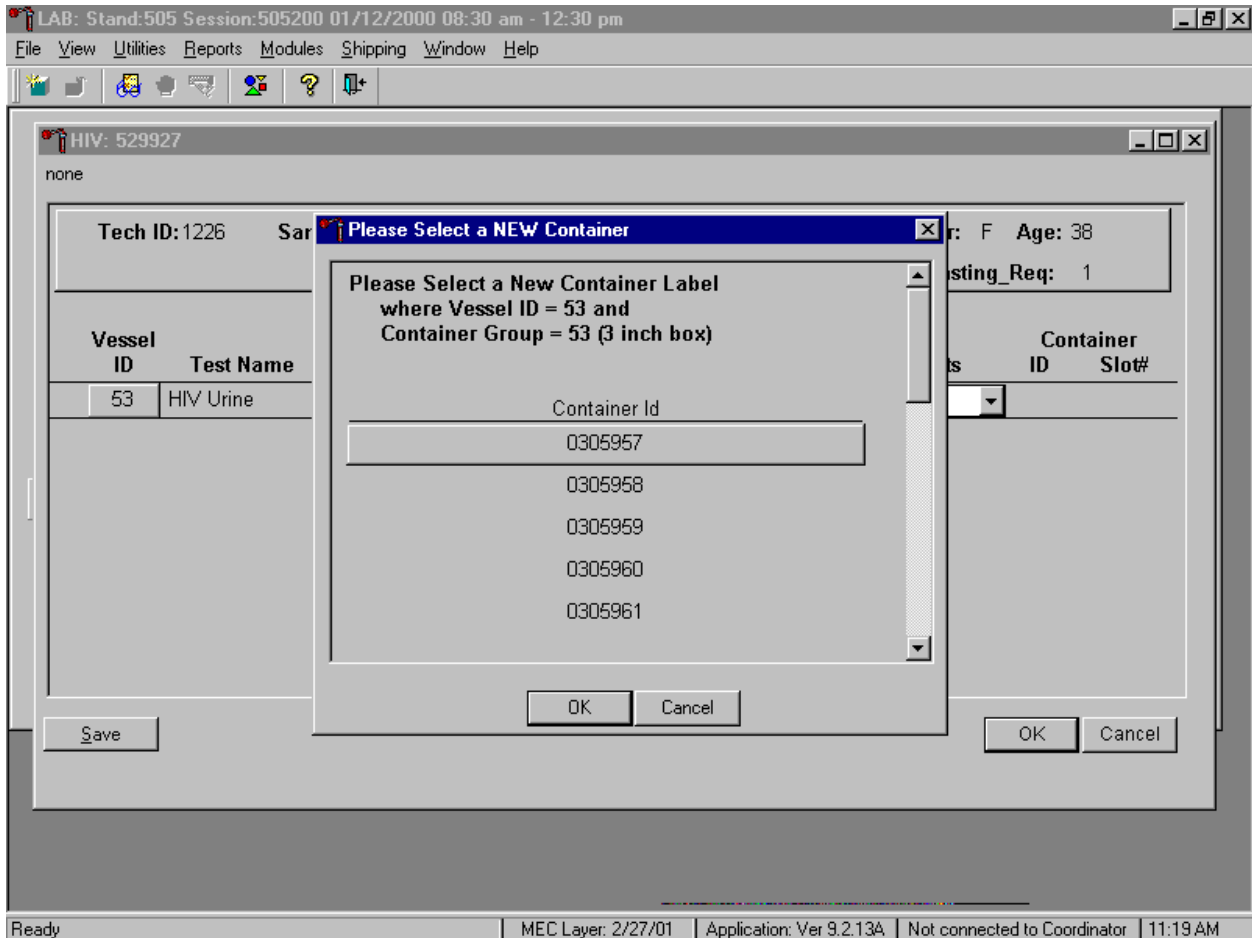 LAB: Stand:505 Session:505200 01/12/2000 08:30 am - 12:30 pm
File View Utilities Reports Modules Shipping Window Help
HIV: 529927
none
Tech ID: 1226 Sar
r: F Age: 38
sting_Req: 1
Please Select a NEW Container
Please Select a New Container Label
where Vessel ID = 53 and
Container Group = 53 (3 inch box)
Container Id
0305957
0305958
0305959
0305960
0305961
OK Cancel
Vessel
ID Test Name
ts
Container
ID Slot#
53 HIV Urine
Save
OK Cancel
Ready MEC Layer: 2/27/01 Application: Ver 9.2.13A Not connected to Coordinator 11:19 AM